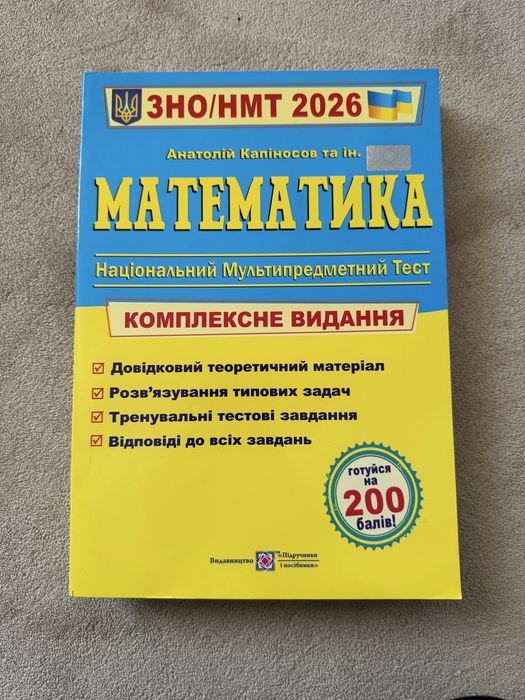 ЗНО/НМТ 2026
Анатолій Капіносов та ін.
МАТЕМАТИКА
Національний Мультипредметний Тест
КОМПЛЕКСНЕ ВИДАННЯ
Довідковий теоретичний матеріал
Розв'язування типових задач
Тренувальні тестові завдання
Відповіді до всіх завдань
готуйся
на
200
балів!
Видавництво «Підручники
і посібники»